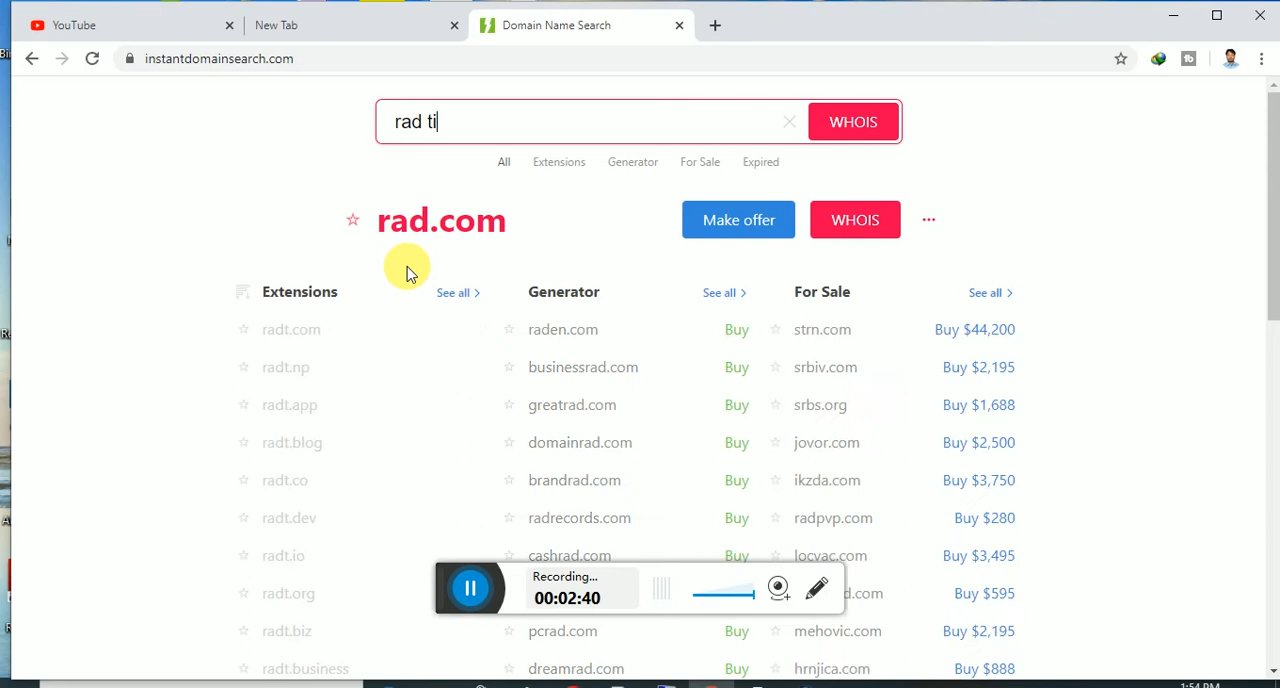 YouTube
New Tab
Domain Name Search
instantdomainsearch.com
rad ti
WHOIS
All Extensions Generator For Sale Expired
rad.com
Make offer
WHOIS
Extensions See all >
Generator See all >
For Sale See all >
radt.com raden.com Buy strn.com Buy $44,200
radt.np businessrad.com Buy srbiv.com Buy $2,195
radt.app greatrad.com Buy srbs.org Buy $1,688
radt.blog domainrad.com Buy jovor.com Buy $2,500
radt.co brandrad.com Buy ikzda.com Buy $3,750
radt.dev radrecords.com Buy radpvp.com Buy $280
radt.io cashrad.com Buy locvac.com Buy $3,495
radt.org d.com Buy $595
radt.biz pcrad.com Buy mehovic.com Buy $2,195
radt.business dreamrad.com Buy hrnjica.com Buy $888
Recording...
00:02:40
1:54 PM